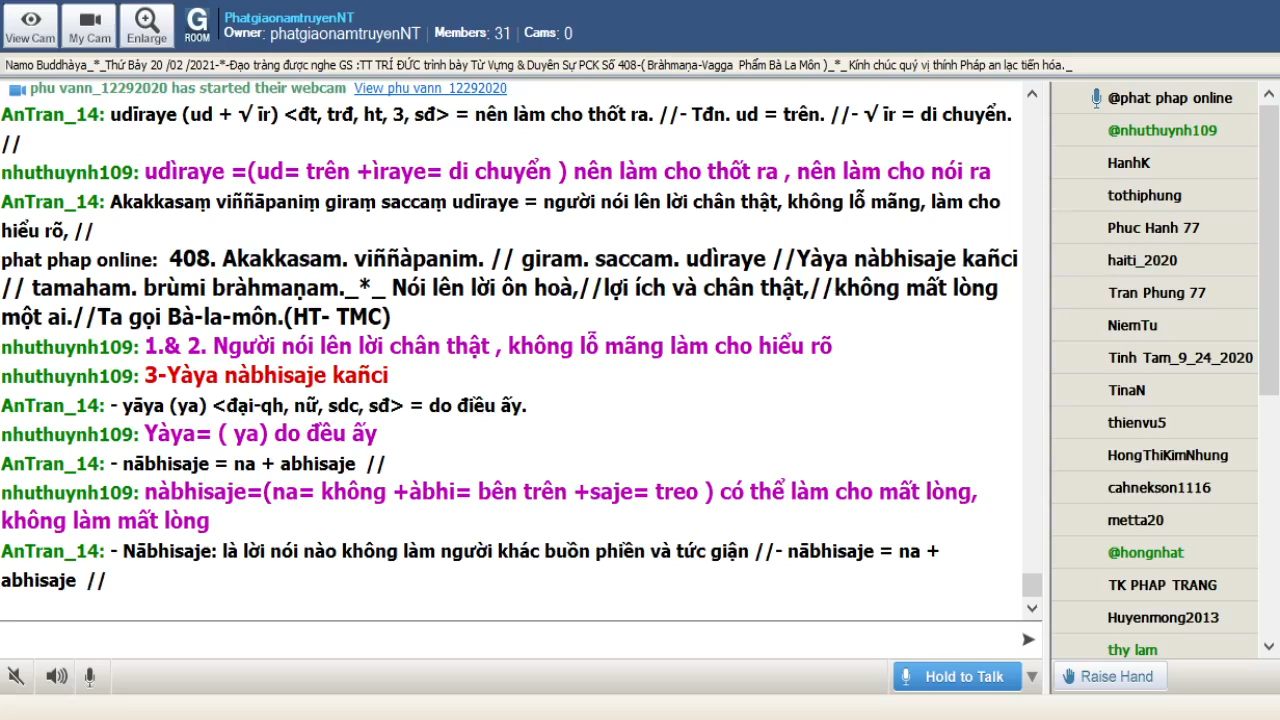 View Cam
My Cam
Enlarge
G
ROOM
PhatgiaonamtruyenNT
Owner: phatgiaonamtruyenNT | Members: 31 | Cams: 0
Namo Buddhàya_*_Thứ Bảy 20 /02 /2021-*-Đạo tràng được nghe GS :TT TRÍ ĐỨC trình bày Từ Vựng & Duyên Sự PCK Số 408-( Bràhmaṇa-Vagga Phẩm Bà La Môn )_*_ Kính chúc quý vị thính Pháp an lạc tiến hóa._
phu vann_12292020 has started their webcam View phu vann_12292020
AnTran_14: udīraye (ud + √ īr) <đt, trđ, ht, 3, sđ> = nên làm cho thốt ra. //- Tđn. ud = trên. //- √ īr = di chuyển.
//
nhuthuynh109: udìraye =(ud= trên +ìraye= di chuyển ) nên làm cho thốt ra , nên làm cho nói ra
AnTran_14: Akakkasaṃ viññāpaniṃ giraṃ saccaṃ udīraye = người nói lên lời chân thật, không lỗ mãng, làm cho
hiểu rõ, //
phat phap online: 408. Akakkasam. viññàpanim. // giram. saccam. udìraye //Yàya nàbhisaje kañci
// tamaham. brùmi bràhmaṇam._*_ Nói lên lời ôn hoà,//lợi ích và chân thật,//không mất lòng
một ai.//Ta gọi Bà-la-môn.(HT- TMC)
nhuthuynh109: 1.& 2. Người nói lên lời chân thật , không lỗ mãng làm cho hiểu rõ
nhuthuynh109: 3-Yàya nàbhisaje kañci
AnTran_14: - yāya (ya) <đại-qh, nữ, sdc, sđ> = do điều ấy.
nhuthuynh109: Yàya= ( ya) do đều ấy
AnTran_14: - nābhisaje = na + abhisaje //
nhuthuynh109: nàbhisaje=(na= không +àbhi= bên trên +saje= treo ) có thể làm cho mất lòng,
không làm mất lòng
AnTran_14: - Nābhisaje: là lời nói nào không làm người khác buồn phiền và tức giận //- nābhisaje = na +
abhisaje //
Hold to Talk
@phat phap online
@nhuthuynh109
HanhK
tothiphung
Phuc Hanh 77
haiti_2020
Tran Phung 77
NiemTu
Tinh Tam_9_24_2020
TinaN
thienvu5
HongThiKimNhung
cahnekson1116
metta20
@hongnhat
TK PHAP TRANG
Huyenmong2013
thy lam
Raise Hand